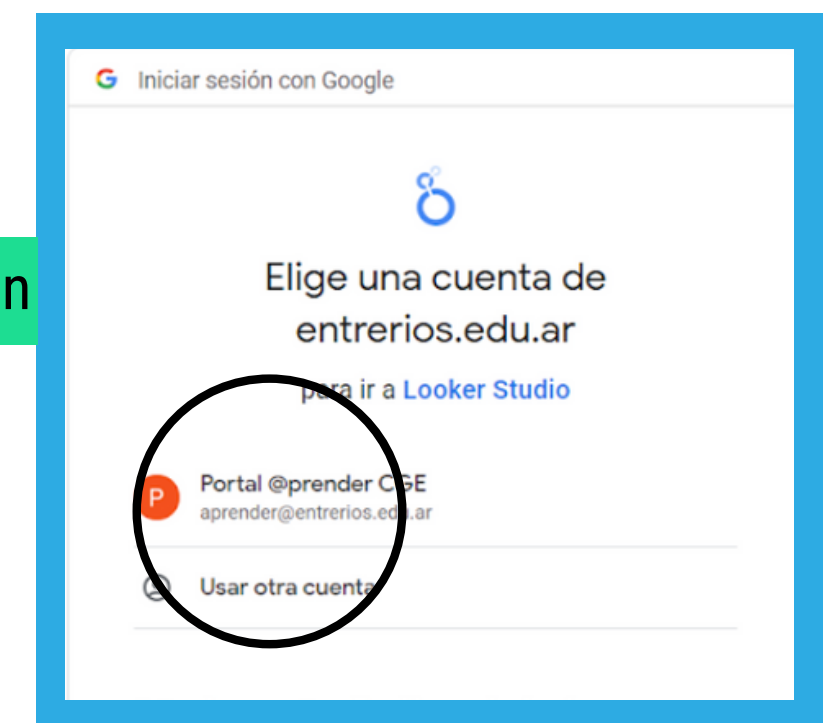 Iniciar sesión con Google
n
Elige una cuenta de
entrerios.edu.ar
para ir a Looker Studio
P
Portal @prender CGE
aprender@entrerios.edu.ar
Usar otra cuenta